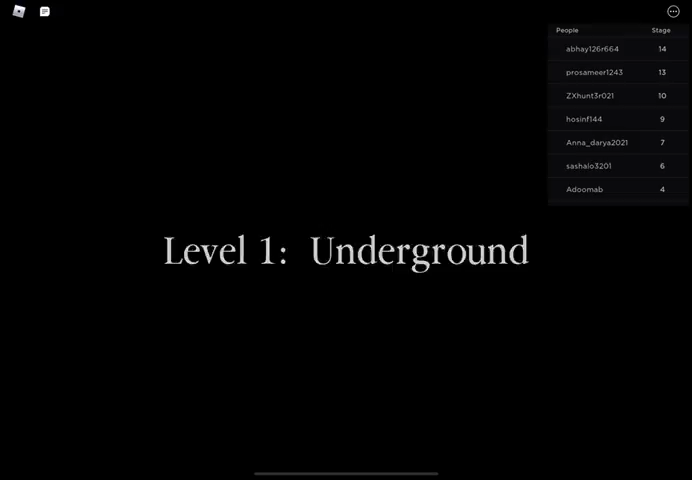 People Stage
abhay126r664 14
prosameer1243 13
ZXhunt3r021 10
hosinf144 9
Anna_darya2021 7
sashalo3201 6
Adoomab 4
Level 1: Underground